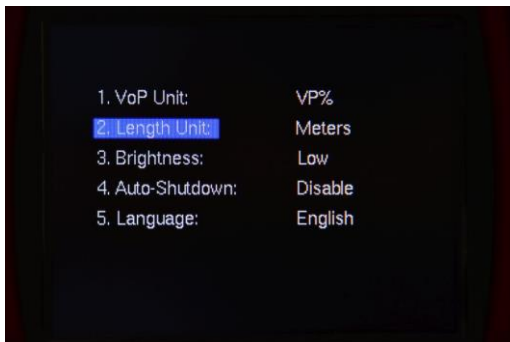 1. VoP Unit: VP%
2. Length Unit: Meters
3. Brightness: Low
4. Auto-Shutdown: Disable
5. Language: English